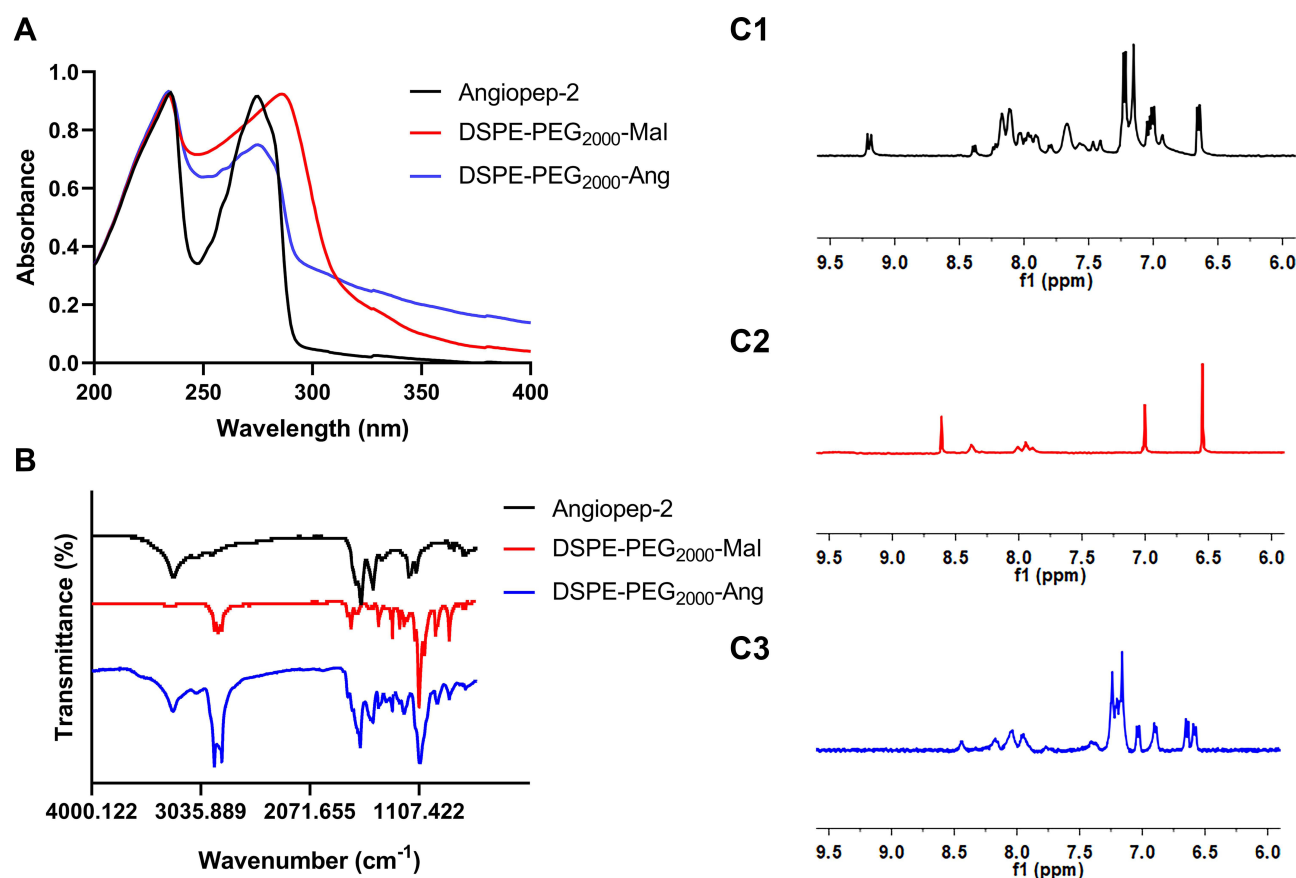 A
Absorbance
1.0
0.8
0.6
0.4
0.2
0.0
200
250
300
350
400
Wavelength (nm)
Angiopep-2
DSPE-PEG2000-Mal
DSPE-PEG2000-Ang
B
Transmittance (%)
4000.122
3035.889
2071.655
1107.422
Wavenumber (cm-1)
Angiopep-2
DSPE-PEG2000-Mal
DSPE-PEG2000-Ang
C1
9.5
9.0
8.5
8.0
7.5
7.0
6.5
6.0
f1 (ppm)
C2
9.5
9.0
8.5
8.0
7.5
7.0
6.5
6.0
f1 (ppm)
C3
9.5
9.0
8.5
8.0
7.5
7.0
6.5
6.0
f1 (ppm)